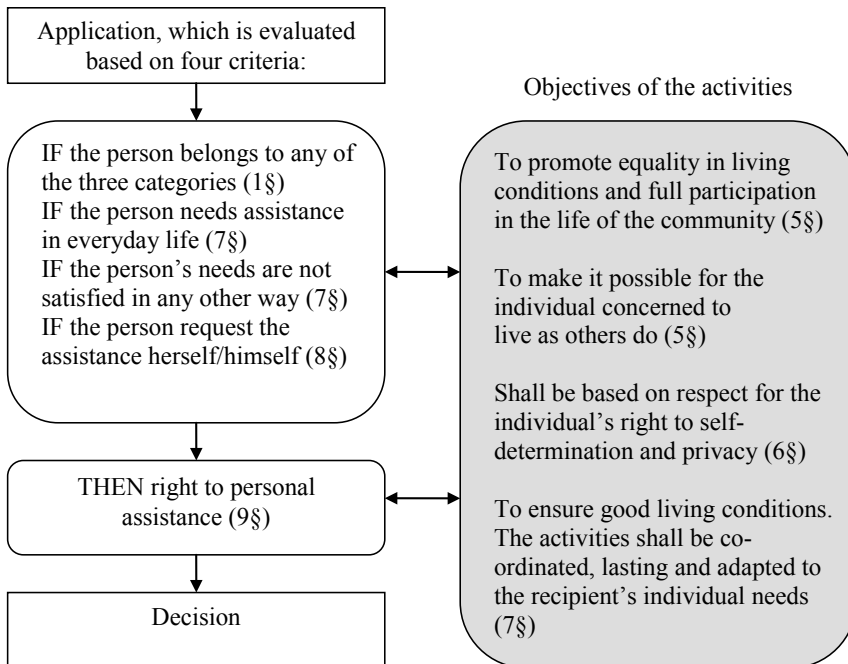 Application, which is evaluated
based on four criteria:
IF the person belongs to any of
the three categories (1§)
IF the person needs assistance
in everyday life (7§)
IF the person’s needs are not
satisfied in any other way (7§)
IF the person request the
assistance herself/himself (8§)
THEN right to personal
assistance (9§)
Decision
Objectives of the activities
To promote equality in living
conditions and full participation
in the life of the community (5§)
To make it possible for the
individual concerned to
live as others do (5§)
Shall be based on respect for the
individual’s right to self-
determination and privacy (6§)
To ensure good living conditions.
The activities shall be co-
ordinated, lasting and adapted to
the recipient’s individual needs
(7§)